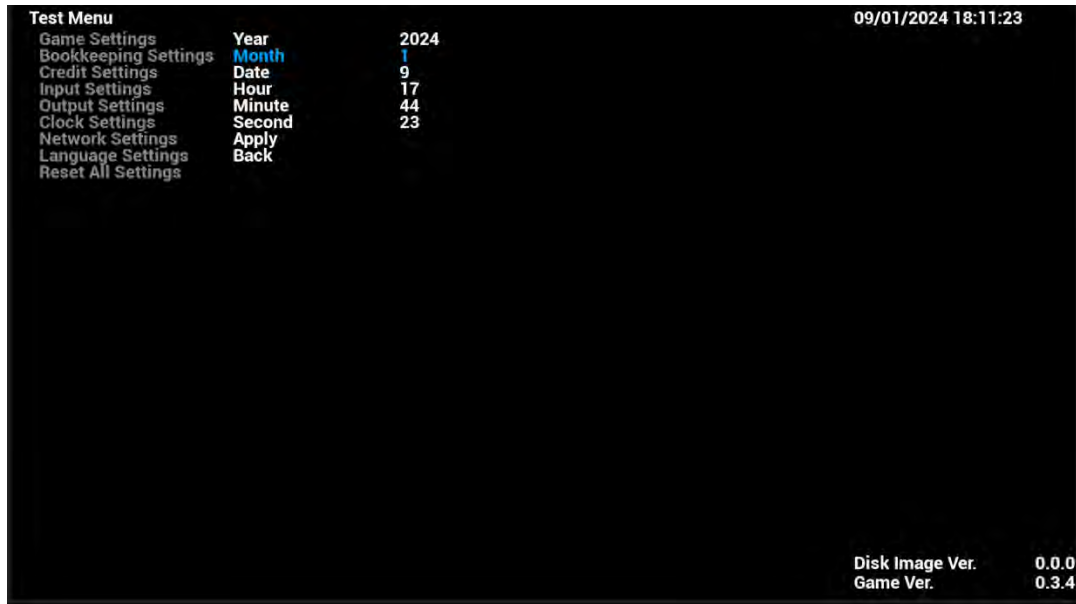 Test Menu 09/01/2024 18:11:23
Game Settings Year 2024
Bookkeeping Settings Month 1
Credit Settings Date 9
Input Settings Hour 17
Output Settings Minute 44
Clock Settings Second 23
Network Settings Apply
Language Settings Back
Reset All Settings
Disk Image Ver. 0.0.0
Game Ver. 0.3.4